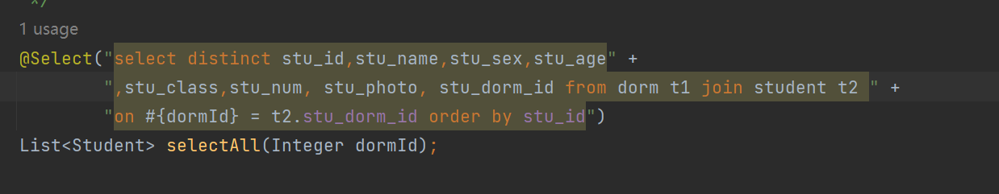 */
1 usage
@Select("select distinct stu_id,stu_name,stu_sex,stu_age" +
",stu_class,stu_num, stu_photo, stu_dorm_id from dorm t1 join student t2 " +
"on #{dormId} = t2.stu_dorm_id order by stu_id")
List<Student> selectAll(Integer dormId);